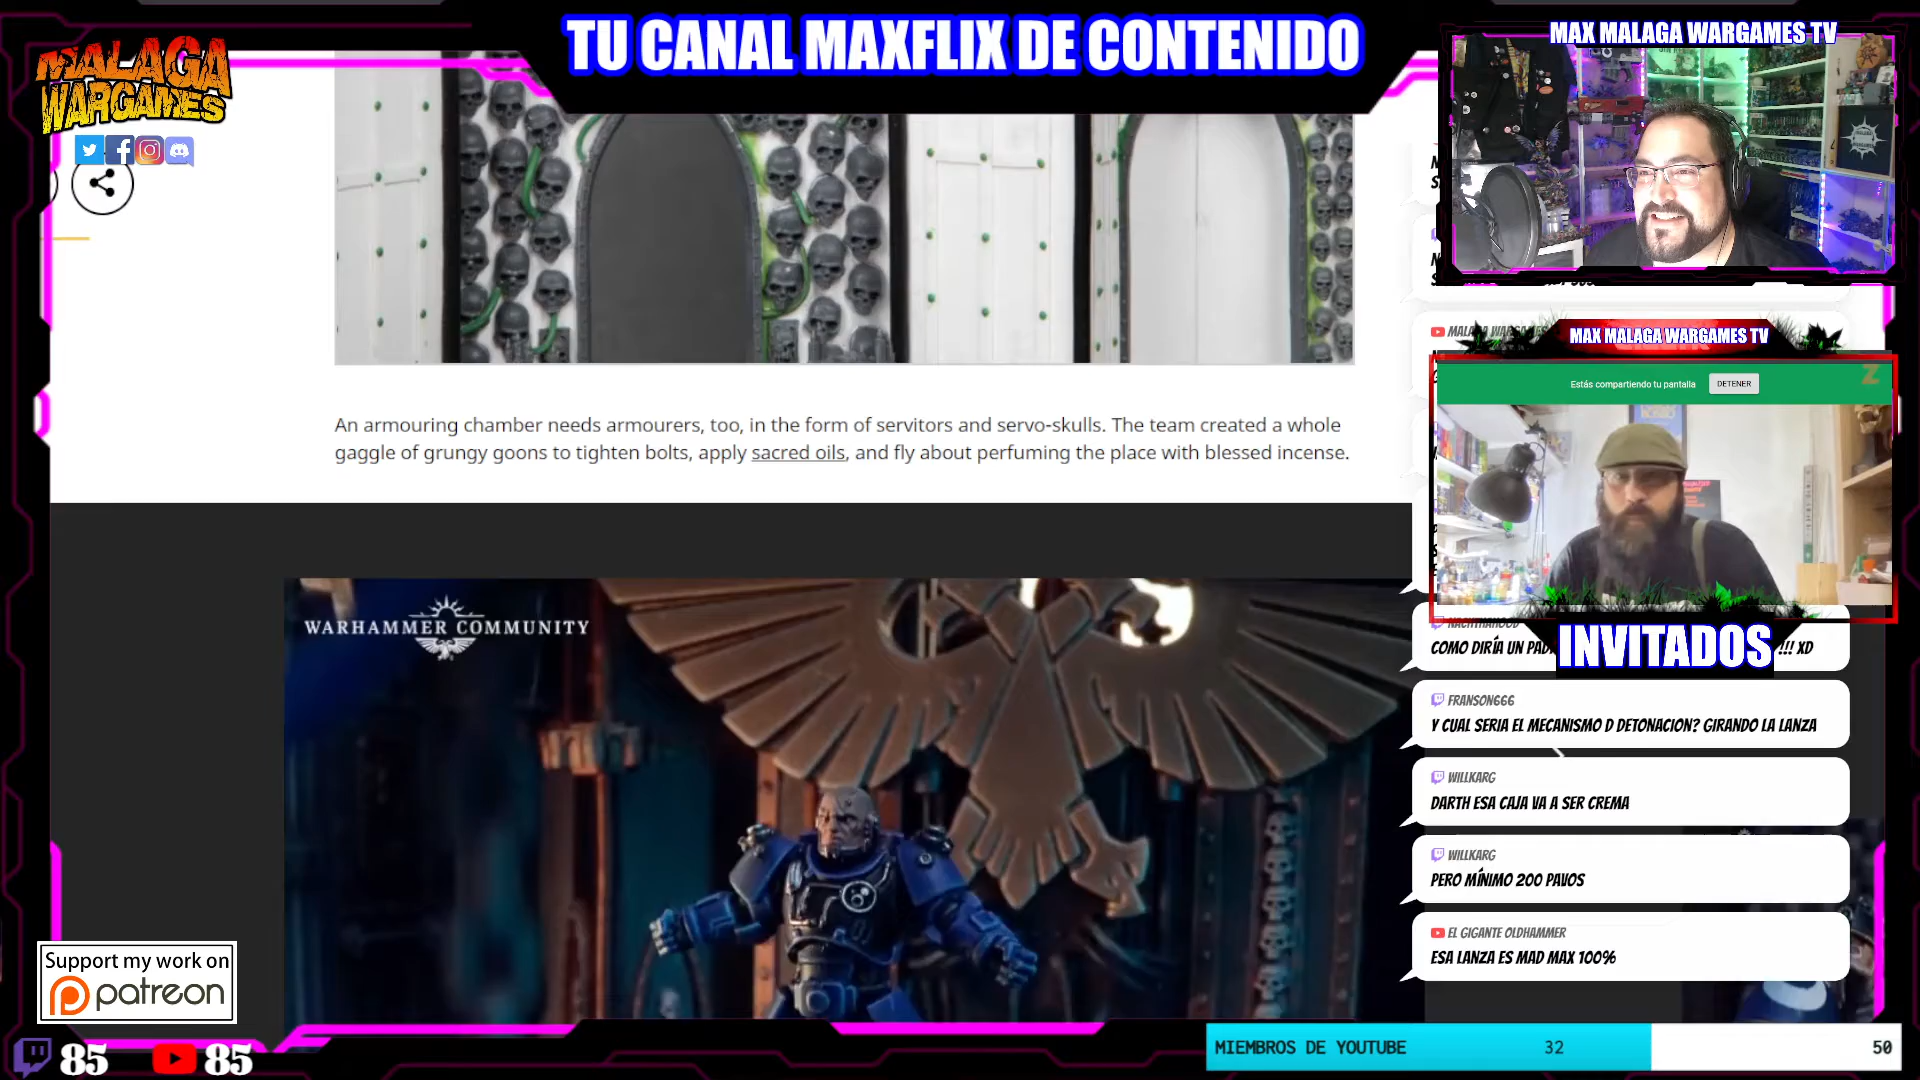 TU CANAL MAXFLIX DE CONTENIDO
MALAGA
WARGAMES
MAX MALAGA WARGAMES TV
MAX MALAGA WARGAMES TV
Estás compartiendo tu pantalla
DETENER
INVITADOS
An armouring chamber needs armourers, too, in the form of servitors and servo-skulls. The team created a whole
gaggle of grungy goons to tighten bolts, apply sacred oils, and fly about perfuming the place with blessed incense.
WARHAMMER COMMUNITY
NACHTRAHOOD
COMO DIRÍA UN !!! XD
FRANSON666
Y CUAL SERIA EL MECANISMO D DETONACION? GIRANDO LA LANZA
WILLKARG
DARTH ESA CAJA VA A SER CREMA
WILLKARG
PERO MÍNIMO 200 PAVOS
EL GIGANTE OLDHAMMER
ESA LANZA ES MAD MAX 100%
Support my work on
patreon
85
85
MIEMBROS DE YOUTUBE 32 50